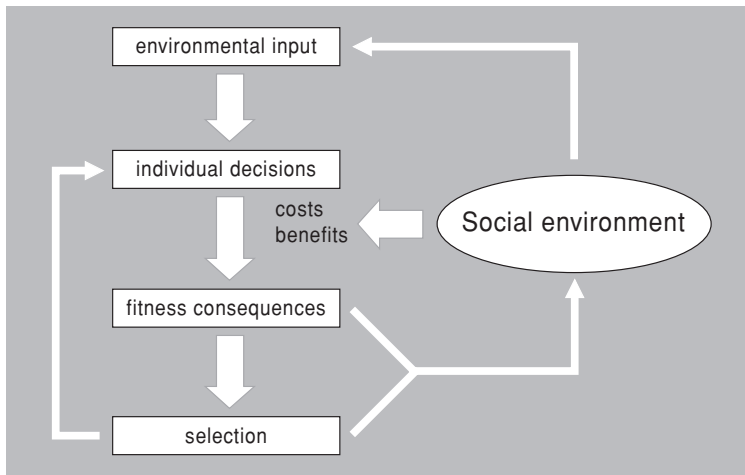 environmental input
individual decisions
costs
benefits
Social environment
fitness consequences
selection